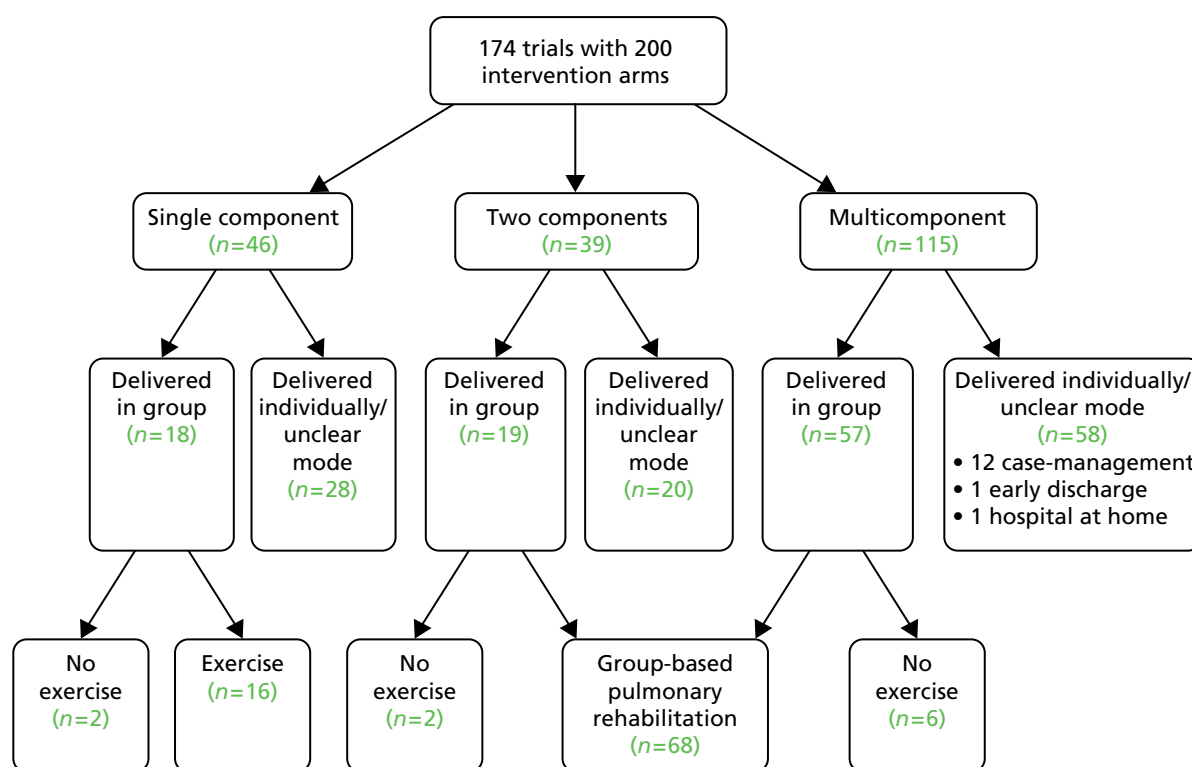 174 trials with 200
intervention arms
Single component
(n=46)
Two components
(n=39)
Multicomponent
(n=115)
Delivered
in group
(n=18)
Delivered
individually/
unclear
mode
(n=28)
Delivered
in group
(n=19)
Delivered
individually/
unclear
mode
(n=20)
Delivered
in group
(n=57)
Delivered individually/
unclear mode
(n=58)
• 12 case-management
• 1 early discharge
• 1 hospital at home
No
exercise
(n=2)
Exercise
(n=16)
No
exercise
(n=2)
Group-based
pulmonary
rehabilitation
(n=68)
No
exercise
(n=6)